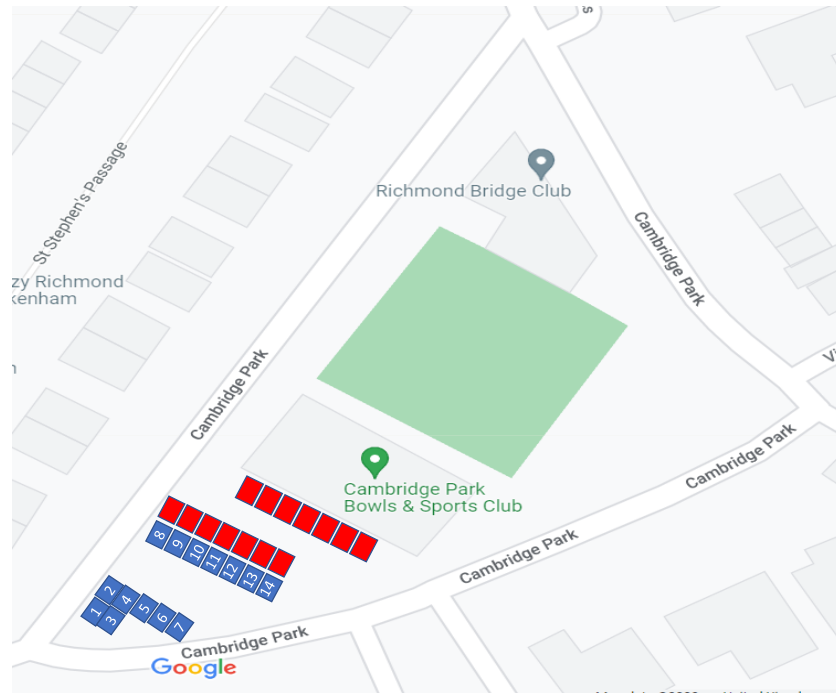 St Stephen's Passage
Richmond Bridge Club
Cambridge Park
zy Richmond
kenham
Cambridge Park
Cambridge Park
Bowls & Sports Club
Cambridge Park
Cambridge Park
8 9 10 11 12 13 14
1 2 3 4 5 6 7
Cambridge Park
Google